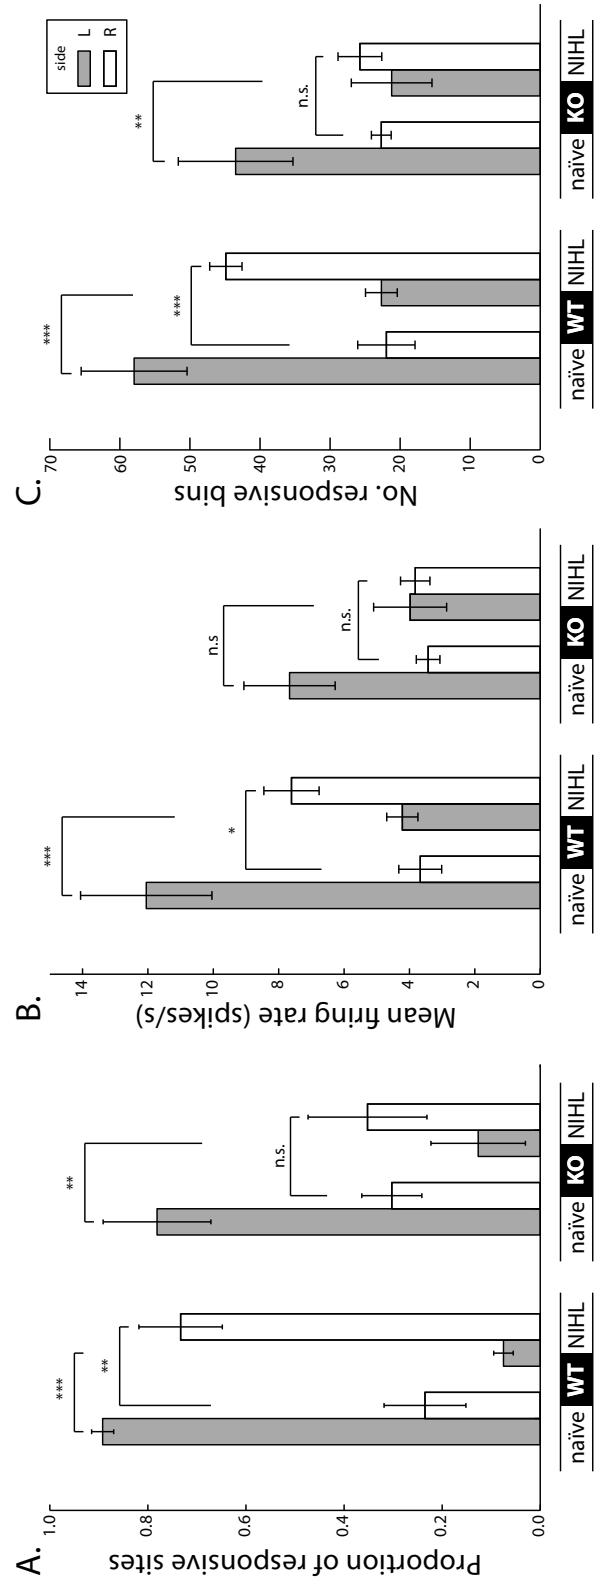 A.
Proportion of responsive sites
1.0
0.8
0.6
0.4
0.2
0.0
***
**
**
n.s.
naïve WT NIHL
naïve KO NIHL
B.
Mean firing rate (spikes/s)
14
12
10
8
6
4
2
0
***
*
n.s
n.s.
naïve WT NIHL
naïve KO NIHL
C.
No. responsive bins
70
60
50
40
30
20
10
0
***
***
**
n.s.
naïve WT NIHL
naïve KO NIHL
side
L
R